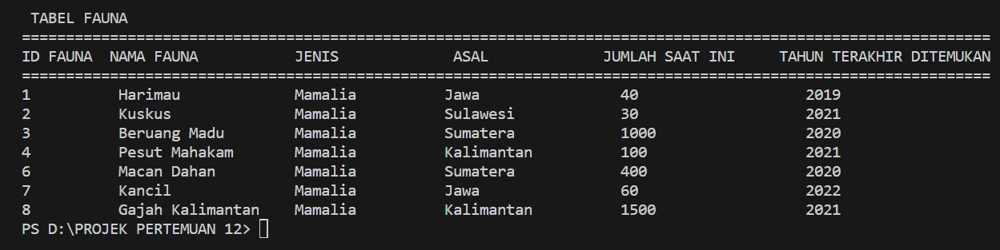 TABEL FAUNA
==============================================================================================================
ID FAUNA  NAMA FAUNA           JENIS             ASAL             JUMLAH SAAT INI     TAHUN TERAKHIR DITEMUKAN
==============================================================================================================
1          Harimau             Mamalia          Jawa                40                   2019
2          Kuskus              Mamalia          Sulawesi            30                   2021
3          Beruang Madu        Mamalia          Sumatera            1000                 2020
4          Pesut Mahakam       Mamalia          Kalimantan          100                  2021
6          Macan Dahan         Mamalia          Sumatera            400                  2020
7          Kancil              Mamalia          Jawa                60                   2022
8          Gajah Kalimantan    Mamalia          Kalimantan          1500                 2021
PS D:\PROJEK PERTEMUAN 12>